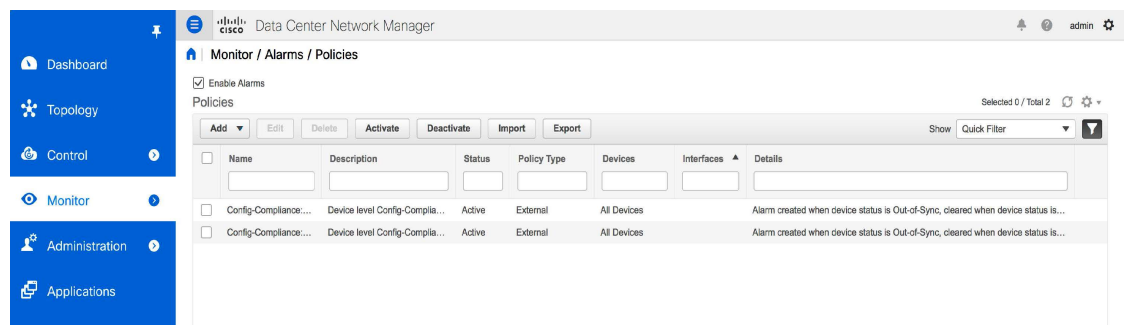 cisco Data Center Network Manager admin
Monitor / Alarms / Policies
Dashboard
Topology
Control
Monitor
Administration
Applications
Enable Alarms
Policies Selected 0 / Total 2
Add Edit Delete Activate Deactivate Import Export Show Quick Filter
Name Description Status Policy Type Devices Interfaces Details
Config-Compliance:... Device level Config-Complia... Active External All Devices Alarm created when device status is Out-of-Sync, cleared when device status is...
Config-Compliance:... Device level Config-Complia... Active External All Devices Alarm created when device status is Out-of-Sync, cleared when device status is...